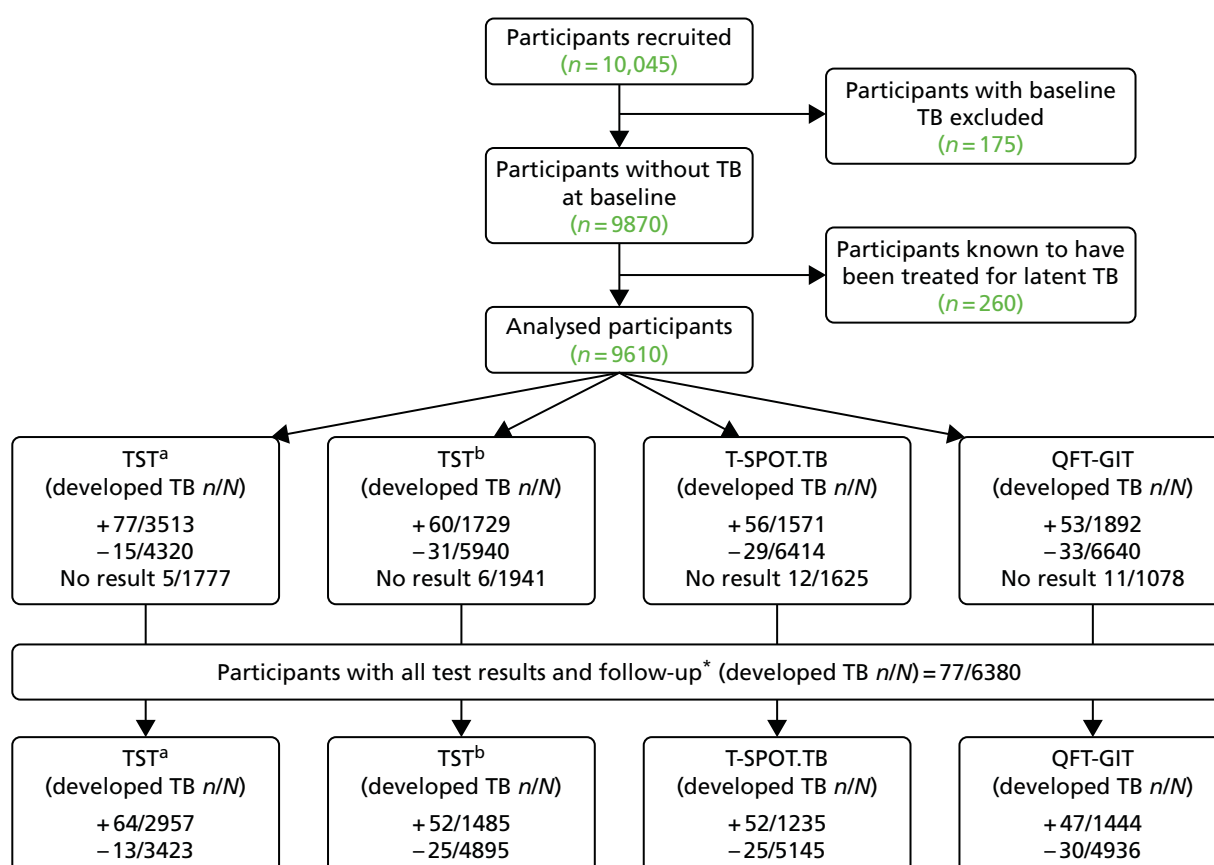 Participants recruited
(n=10,045)
Participants with baseline
TB excluded
(n=175)
Participants without TB
at baseline
(n=9870)
Participants known to have
been treated for latent TB
(n=260)
Analysed participants
(n=9610)
TSTᵃ
(developed TB n/N)
+77/3513
−15/4320
No result 5/1777
TSTᵇ
(developed TB n/N)
+60/1729
−31/5940
No result 6/1941
T-SPOT.TB
(developed TB n/N)
+56/1571
−29/6414
No result 12/1625
QFT-GIT
(developed TB n/N)
+53/1892
−33/6640
No result 11/1078
Participants with all test results and follow-up* (developed TB n/N)=77/6380
TSTᵃ
(developed TB n/N)
+64/2957
−13/3423
TSTᵇ
(developed TB n/N)
+52/1485
−25/4895
T-SPOT.TB
(developed TB n/N)
+52/1235
−25/5145
QFT-GIT
(developed TB n/N)
+47/1444
−30/4936